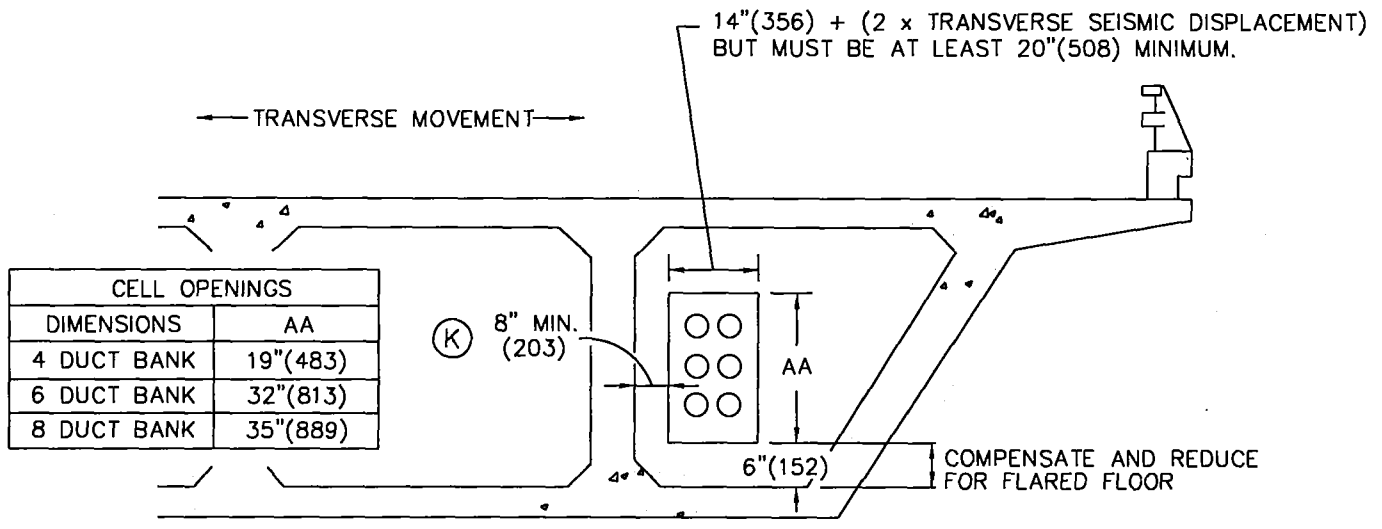 14"(356) + (2 x TRANSVERSE SEISMIC DISPLACEMENT)
BUT MUST BE AT LEAST 20"(508) MINIMUM.
TRANSVERSE MOVEMENT
CELL OPENINGS
DIMENSIONS AA
4 DUCT BANK 19"(483)
6 DUCT BANK 32"(813)
8 DUCT BANK 35"(889)
K
8" MIN.
(203)
AA
6"(152)
COMPENSATE AND REDUCE
FOR FLARED FLOOR